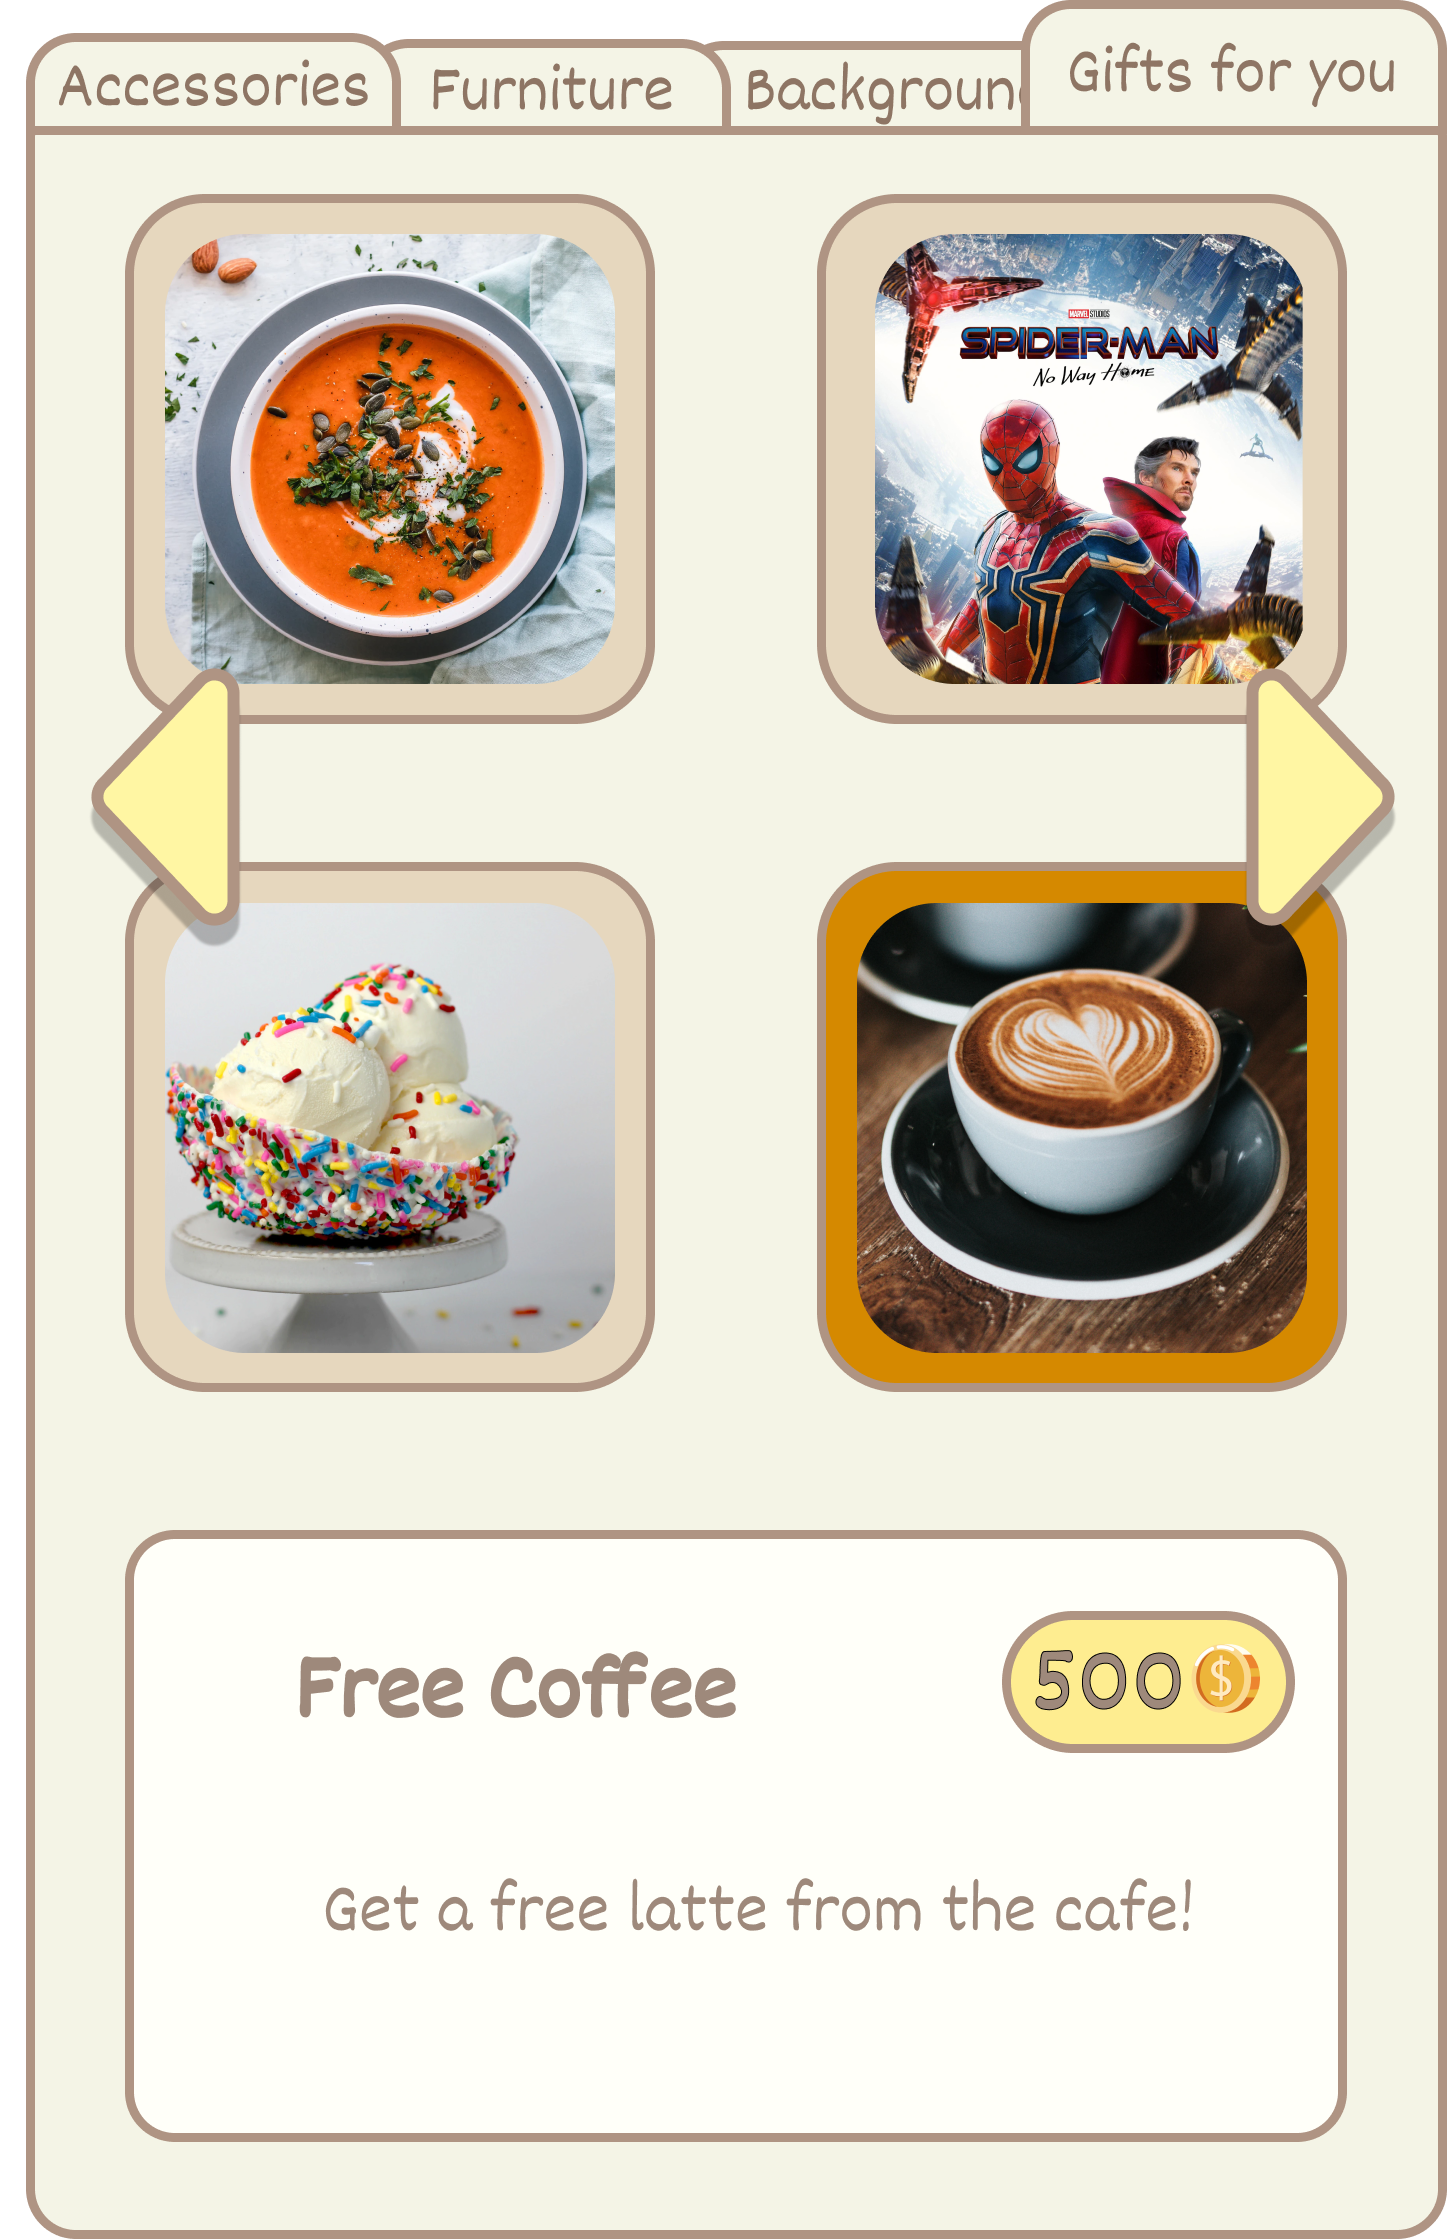 Accessories
Furniture
Backgroun
Gifts for you
MARVEL STUDIOS
SPIDER-MAN
No Way Home
Free Coffee
500
$
Get a free latte from the cafe!